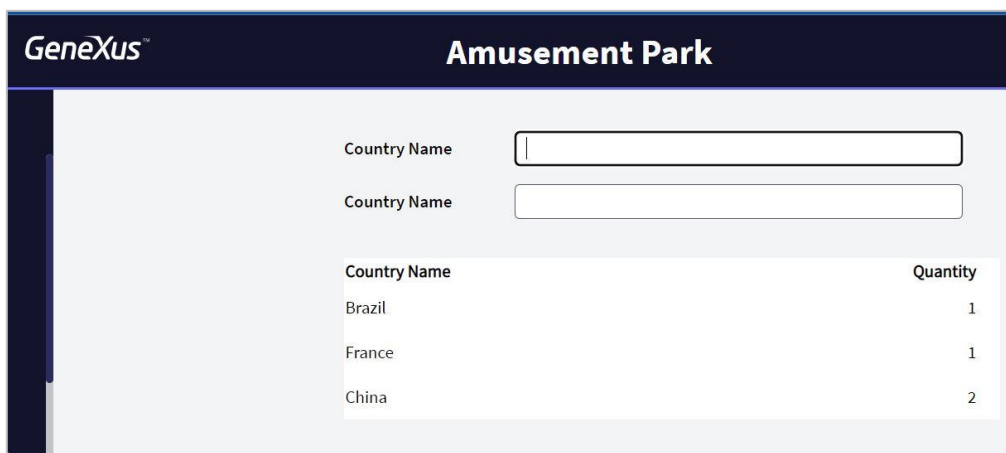 GeneXus™
Amusement Park
Country Name
Country Name
Country Name Quantity
Brazil 1
France 1
China 2